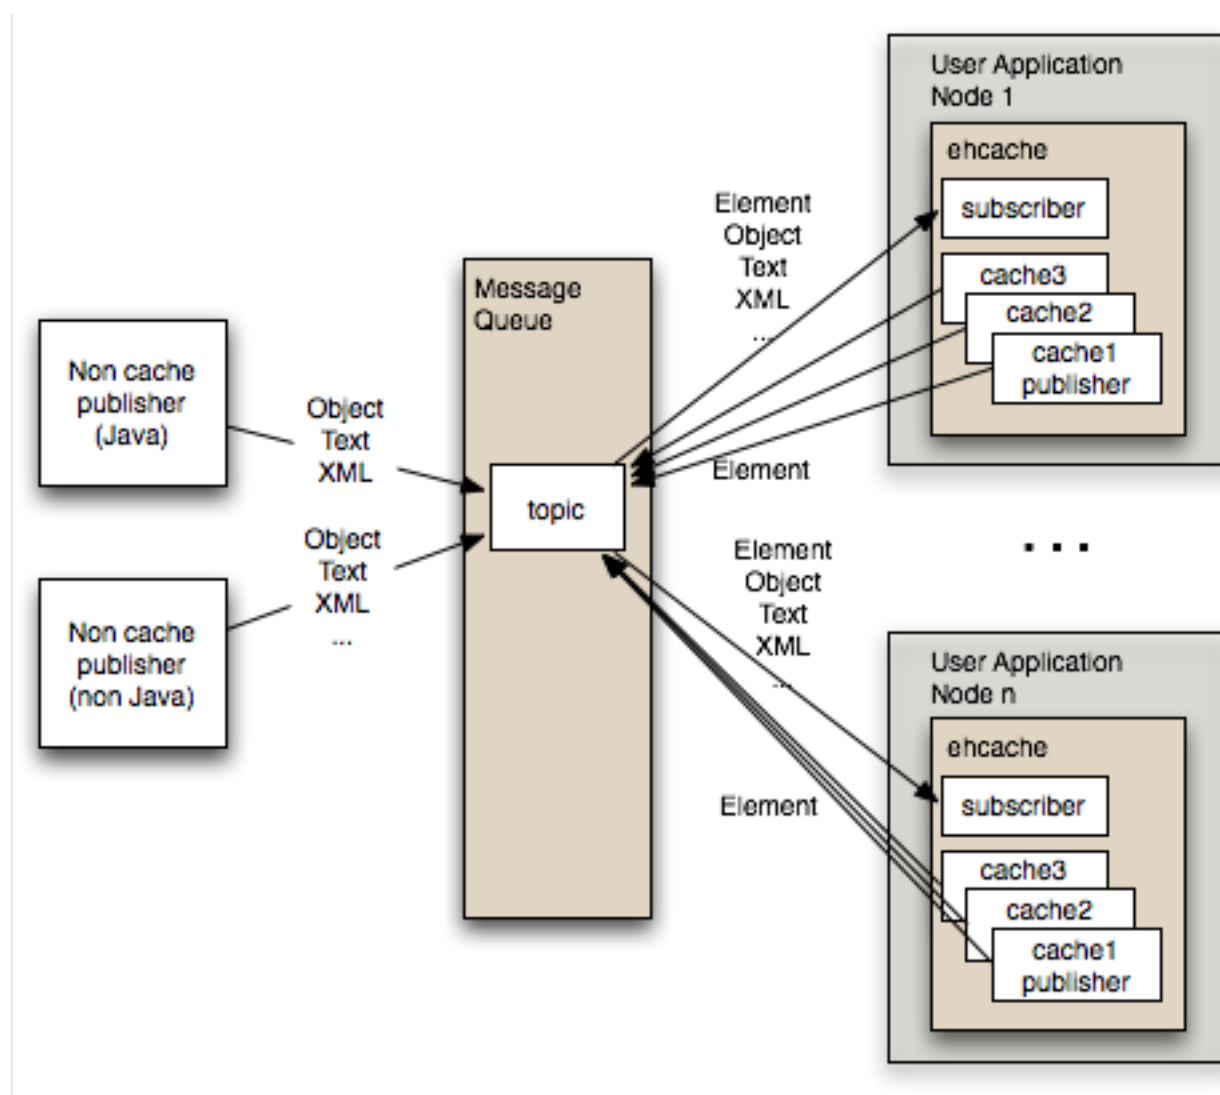 Non cache
publisher
(Java)
Non cache
publisher
(non Java)
Object
Text
XML
Object
Text
XML
...
Message
Queue
topic
Element
Object
Text
XML
...
Element
Element
Object
Text
XML
...
Element
User Application
Node 1
ehcache
subscriber
cache3
cache2
cache1
publisher
...
User Application
Node n
ehcache
subscriber
cache3
cache2
cache1
publisher